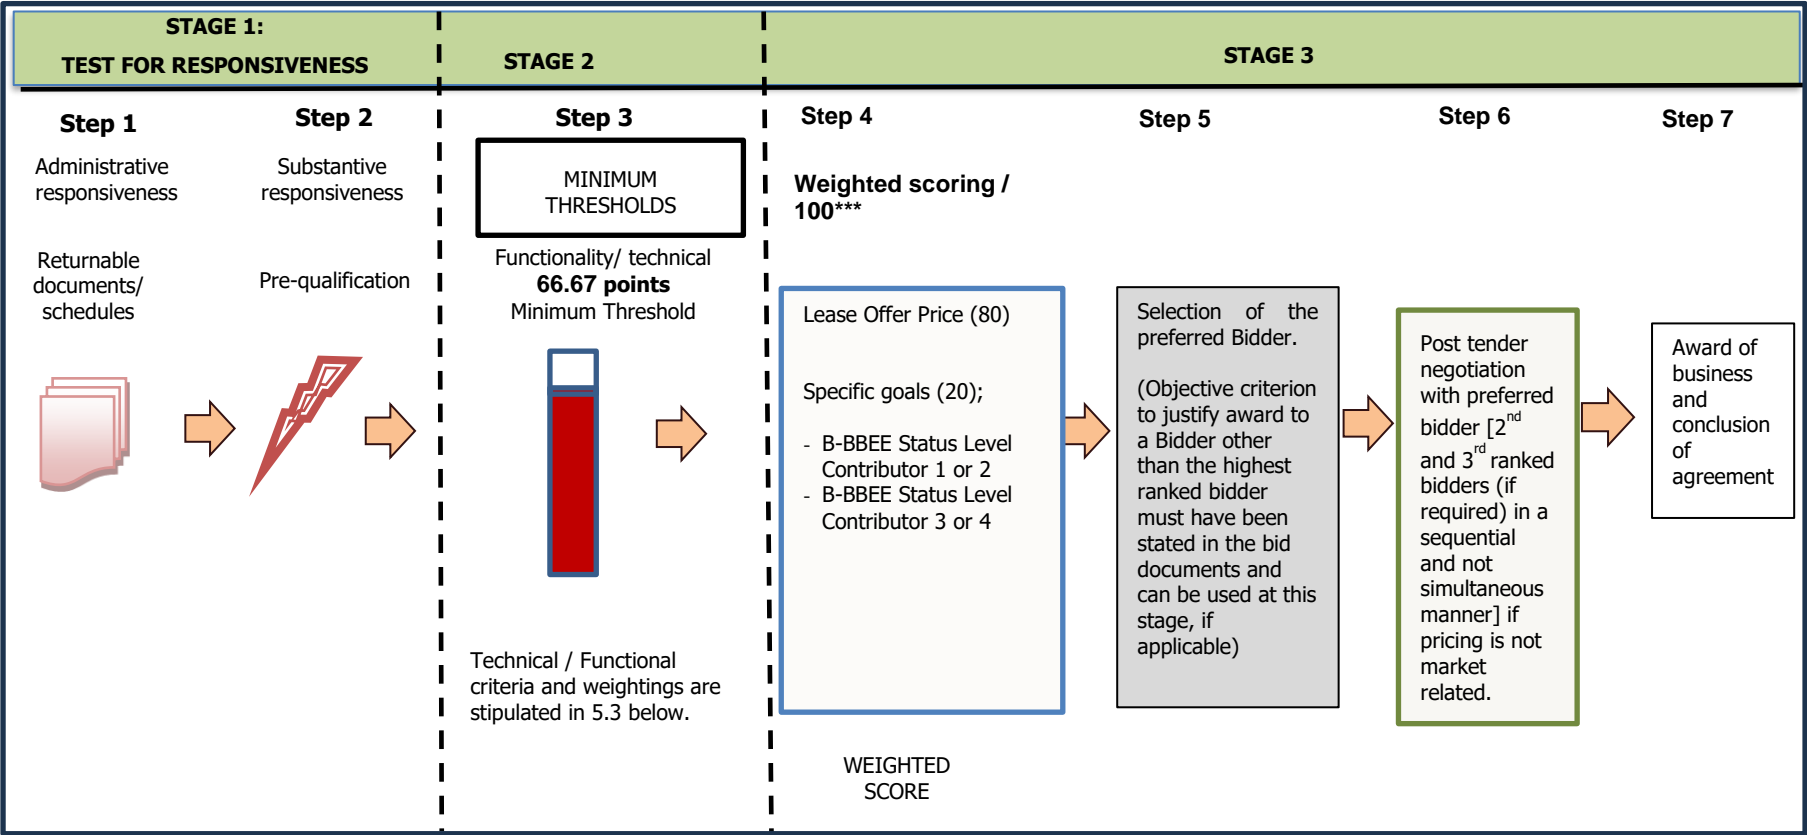 STAGE 1:
TEST FOR RESPONSIVENESS
STAGE 2
STAGE 3
Step 1
Administrative
responsiveness
Returnable
documents/
schedules
Step 2
Substantive
responsiveness
Pre-qualification
Step 3
MINIMUM
THRESHOLDS
Functionality/ technical
66.67 points
Minimum Threshold
Technical / Functional
criteria and weightings are
stipulated in 5.3 below.
Step 4
Weighted scoring /
100***
Lease Offer Price (80)
Specific goals (20);
- B-BBEE Status Level
Contributor 1 or 2
- B-BBEE Status Level
Contributor 3 or 4
WEIGHTED
SCORE
Step 5
Selection of the
preferred Bidder.
(Objective criterion
to justify award to
a Bidder other
than the highest
ranked bidder
must have been
stated in the bid
documents and
can be used at this
stage, if
applicable)
Step 6
Post tender
negotiation
with preferred
bidder [2nd
and 3rd ranked
bidders (if
required) in a
sequential
and not
simultaneous
manner] if
pricing is not
market
related.
Step 7
Award of
business
and
conclusion
of
agreement